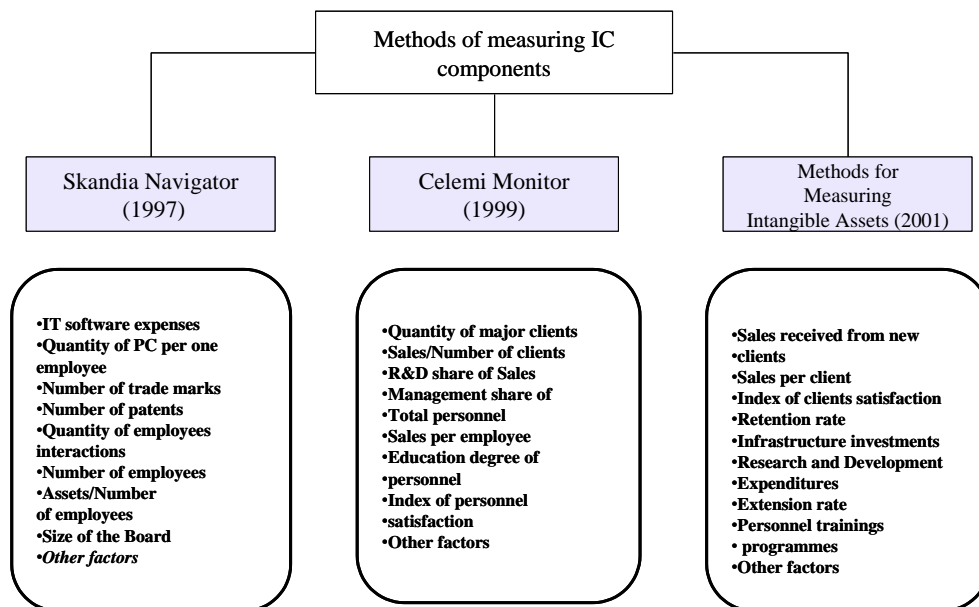 Methods of measuring IC
components
Skandia Navigator
(1997)
Celemi Monitor
(1999)
Methods for
Measuring
Intangible Assets (2001)
•IT software expenses
•Quantity of PC per one
employee
•Number of trade marks
•Number of patents
•Quantity of employees
interactions
•Number of employees
•Assets/Number
of employees
•Size of the Board
•Other factors
•Quantity of major clients
•Sales/Number of clients
•R&D share of Sales
•Management share of
•Total personnel
•Sales per employee
•Education degree of
•personnel
•Index of personnel
•satisfaction
•Other factors
•Sales received from new
•clients
•Sales per client
•Index of clients satisfaction
•Retention rate
•Infrastructure investments
•Research and Development
•Expenditures
•Extension rate
•Personnel trainings
• programmes
•Other factors